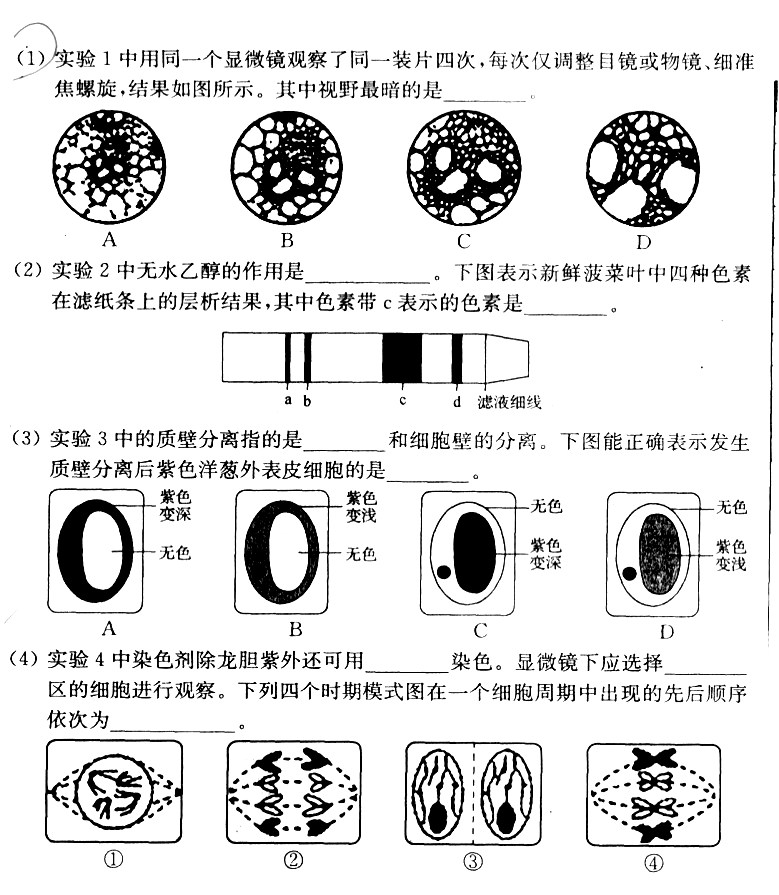 (1) 实验1中用同一个显微镜观察了同一装片四次,每次仅调整目镜或物镜、细准
焦螺旋,结果如图所示。其中视野最暗的是________。
A B C D
(2) 实验2中无水乙醇的作用是____________。下图表示新鲜菠菜叶中四种色素
在滤纸条上的层析结果,其中色素带c表示的色素是________。
a b c d 滤液细线
(3) 实验3中的质壁分离指的是________和细胞壁的分离。下图能正确表示发生
质壁分离后紫色洋葱外表皮细胞的是________。
紫色
变深
无色
紫色
变浅
无色
无色
紫色
变深
无色
紫色
变浅
A B C D
(4) 实验4中染色剂除龙胆紫外还可用________染色。显微镜下应选择________
区的细胞进行观察。下列四个时期模式图在一个细胞周期中出现的先后顺序
依次为____________。
① ② ③ ④